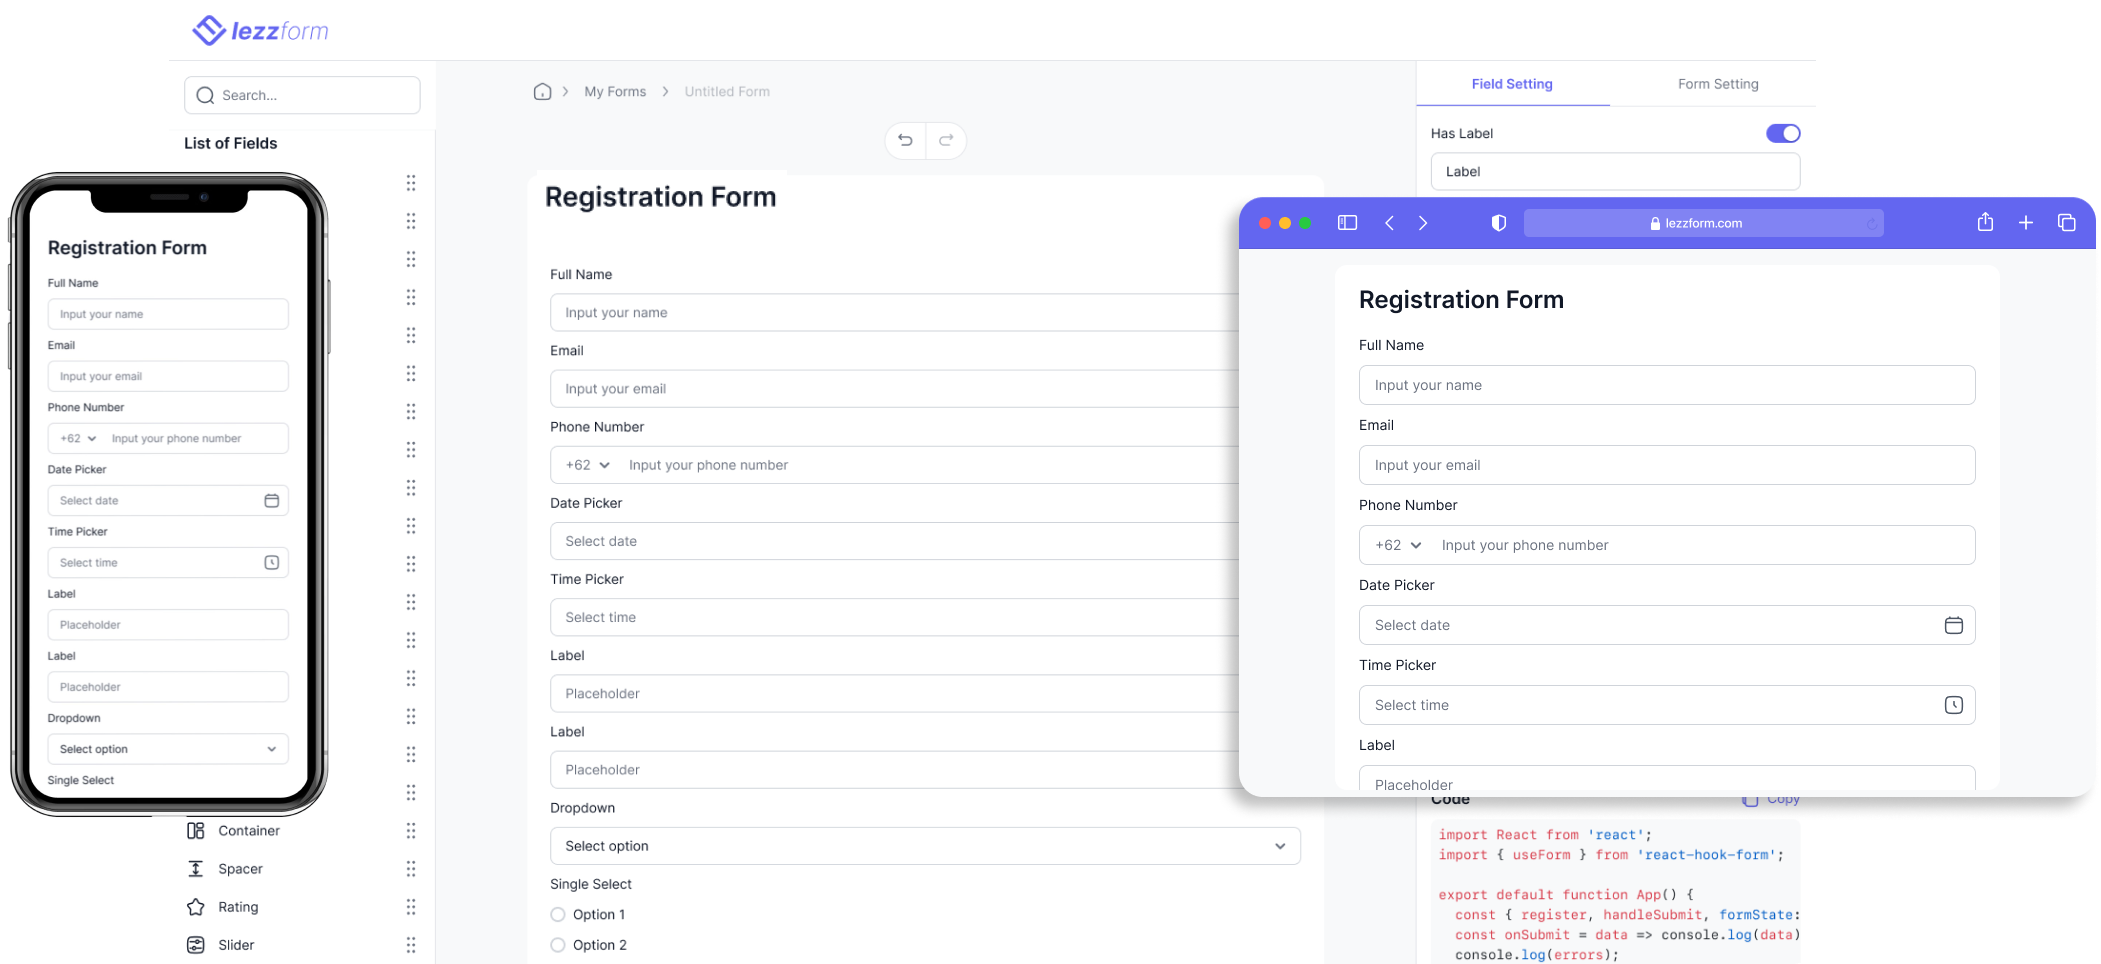 lezzform
Search...
List of Fields
Container
Spacer
Rating
Slider
Registration Form
Full Name
Input your name
Email
Input your email
Phone Number
+62 Input your phone number
Date Picker
Select date
Time Picker
Select time
Label
Placeholder
Label
Placeholder
Dropdown
Select option
Single Select
My Forms Untitled Form
Registration Form
Full Name
Input your name
Email
Input your email
Phone Number
+62 Input your phone number
Date Picker
Select date
Time Picker
Select time
Label
Placeholder
Label
Placeholder
Dropdown
Select option
Single Select
Option 1
Option 2
Field Setting Form Setting
Has Label
Label
lezzform.com
Registration Form
Full Name
Input your name
Email
Input your email
Phone Number
+62 Input your phone number
Date Picker
Select date
Time Picker
Select time
Label
Placeholder
Code Copy
import React from 'react';
import { useForm } from 'react-hook-form';
export default function App() {
const { register, handleSubmit, formState:
const onSubmit = data => console.log(data)
console.log(errors);